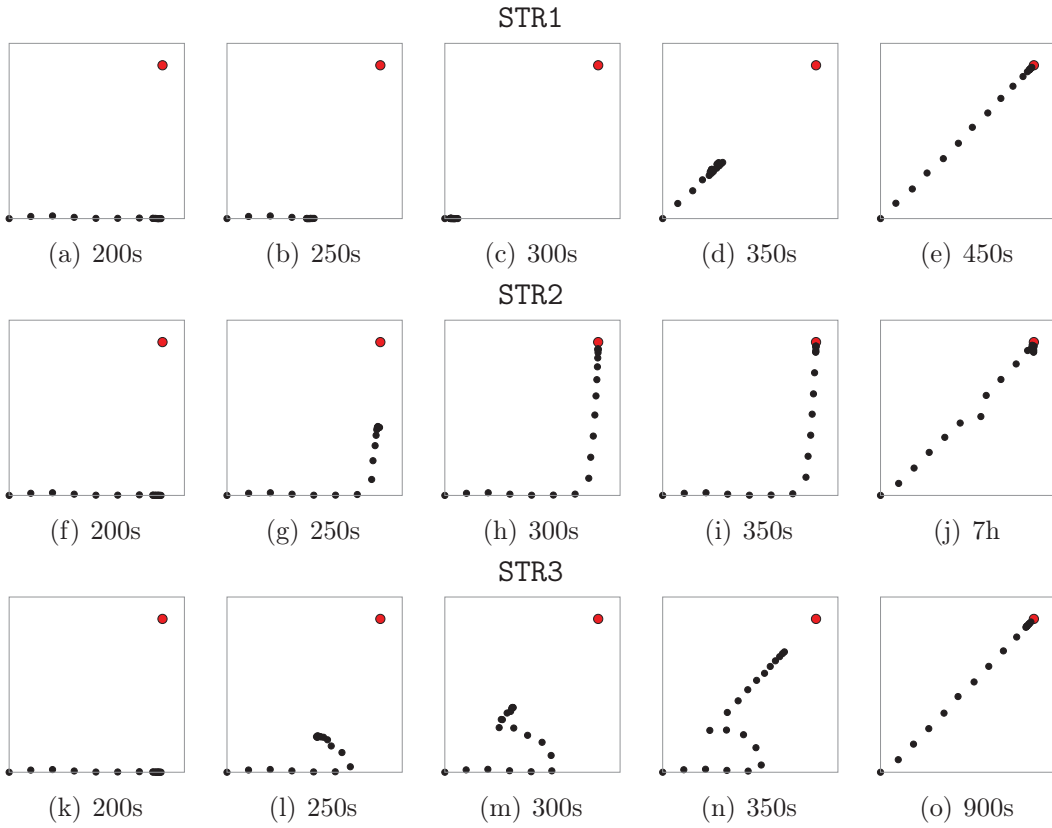 STR1
(a) 200s (b) 250s (c) 300s (d) 350s (e) 450s
STR2
(f) 200s (g) 250s (h) 300s (i) 350s (j) 7h
STR3
(k) 200s (l) 250s (m) 300s (n) 350s (o) 900s